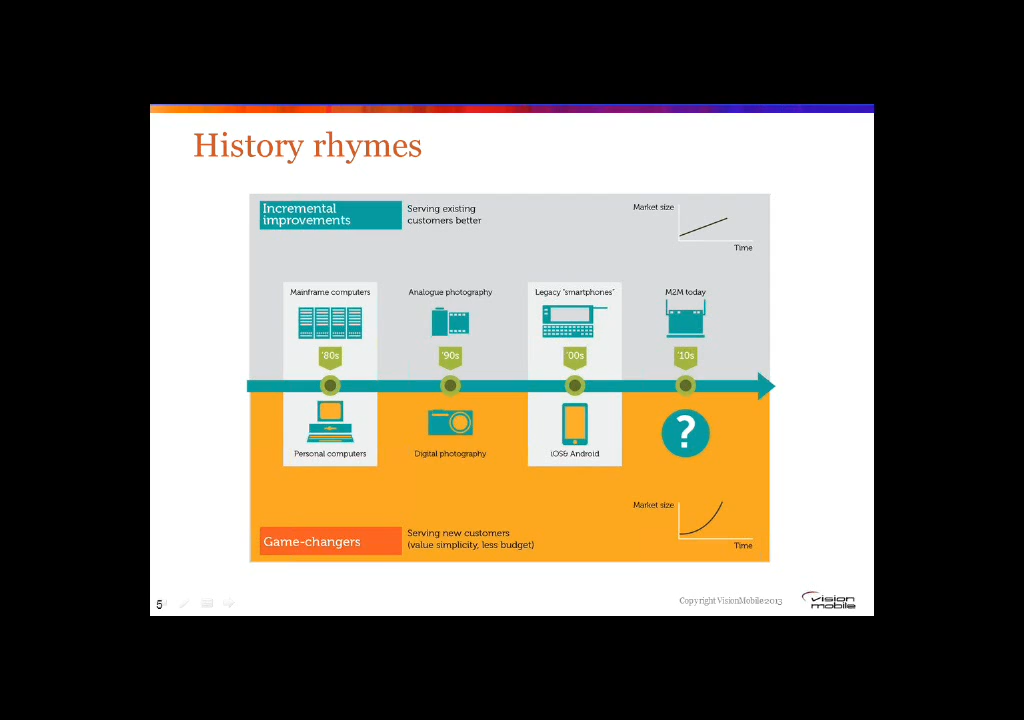 History rhymes
Incremental
improvements
Serving existing
customers better
Market size
Time
Mainframe computers
Analogue photography
Legacy "smartphones"
M2M today
'80s
'90s
'00s
'10s
?
Personal computers
Digital photography
iOS& Android
Market size
Time
Game-changers
Serving new customers
(value simplicity, less budget)
5
Copyright VisionMobile 2013
vision
mobile